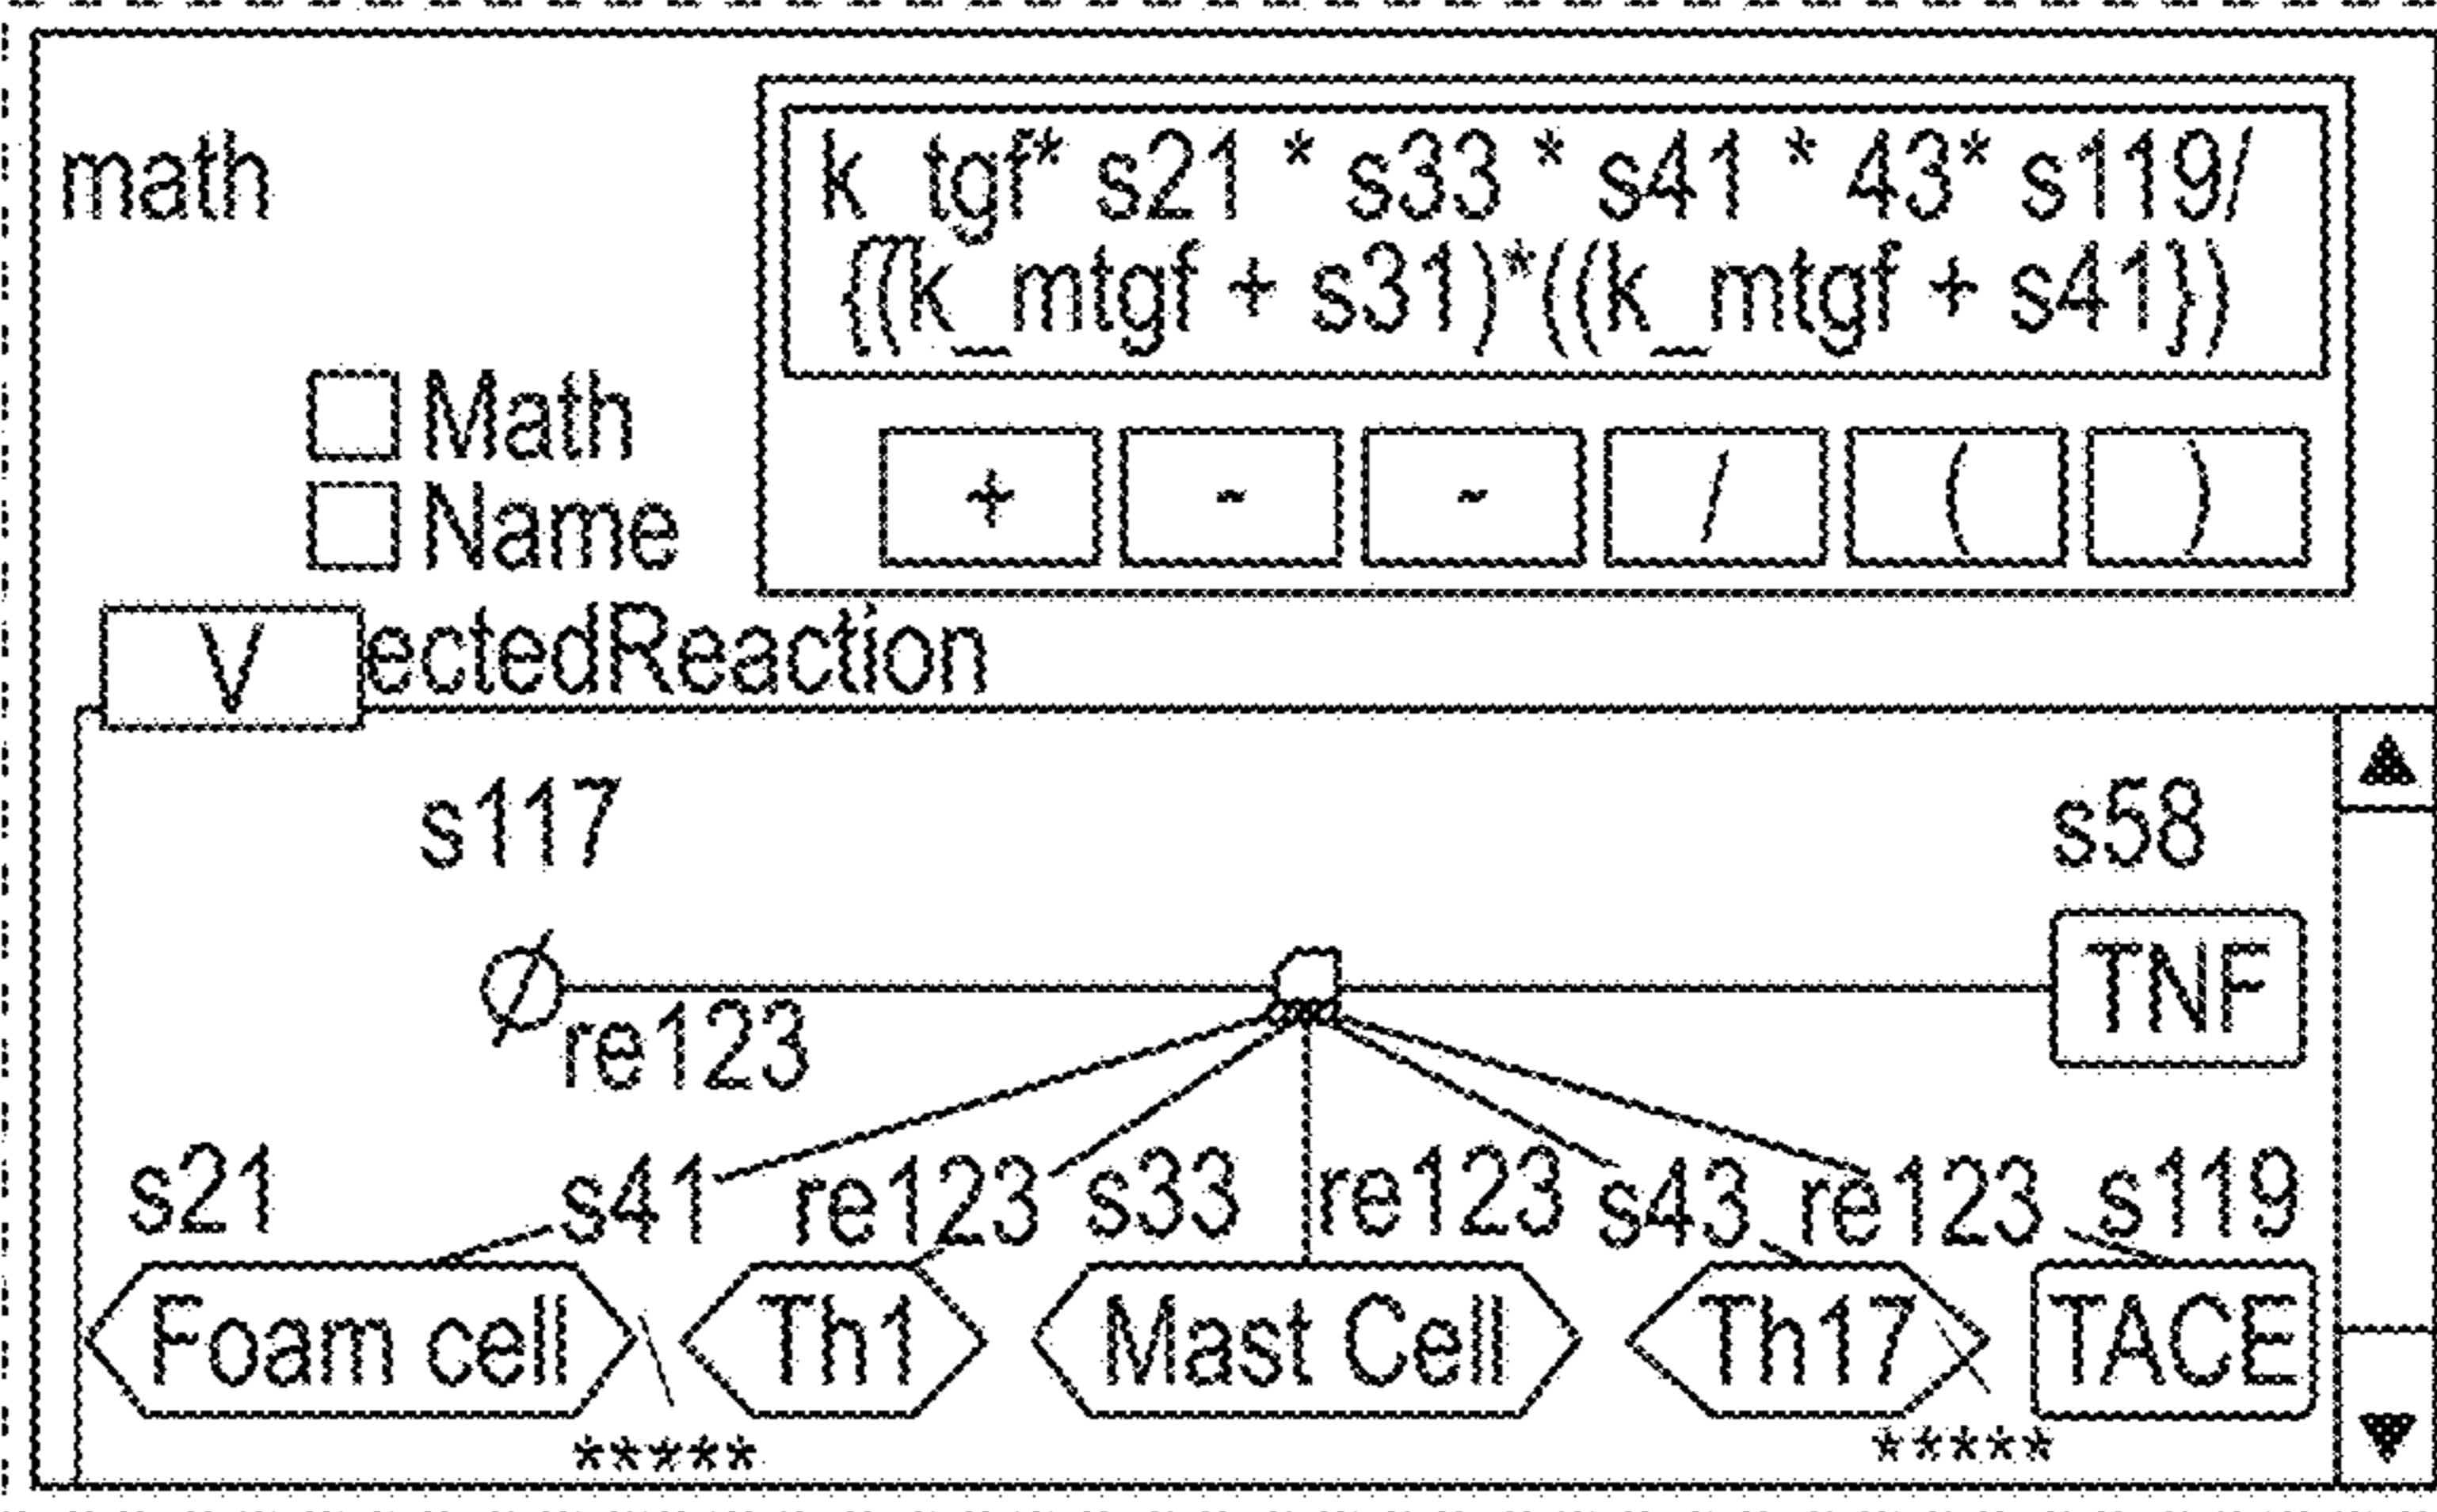 math
k_tgf* s21 * s33 * s41 * 43* s119/
{(k_mtgf + s31)*((k_mtgf + s41})
Math
Name
+ - - / ( )
V ectedReaction
s117 s58
TNF
re123
s21 s41 re123 s33 re123 s43 re123 s119
Foam cell Th1 Mast Cell Th17 TACE
***** *****